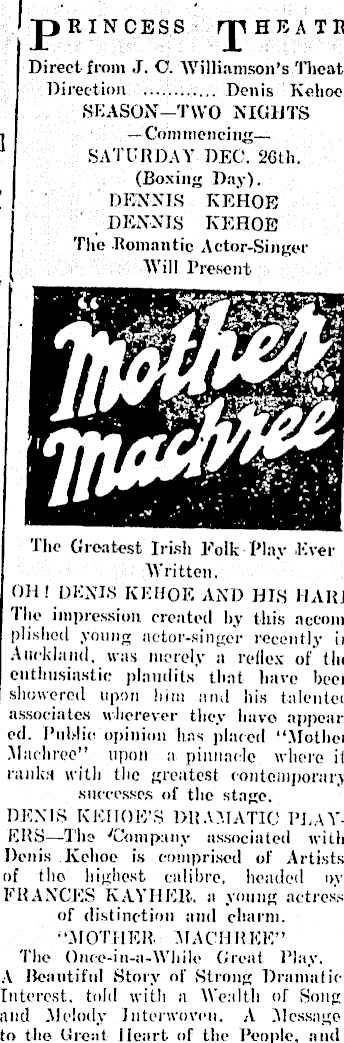 PRINCESS THEATR
Direct from J. C. Williamson's Theat
Direction ............ Denis Kehoe
SEASON—TWO NIGHTS
—Commencing—
SATURDAY DEC. 26th.
(Boxing Day).
DENNIS KEHOE
DENNIS KEHOE
The Romantic Actor-Singer
Will Present
"Mother
Machree"
The Greatest Irish Folk Play Ever
Written.
OH! DENIS KEHOE AND HIS HARP
The impression created by this accom
plished young actor-singer recently i
Auckland, was merely a reflex of the
enthusiastic plaudits that have been
showered upon him and his talented
associates wherever they have appear
ed. Public opinion has placed "Mother
Machree" upon a pinnacle where it
ranks with the greatest contemporary
successes of the stage.
DENIS KEHOE'S DRAMATIC PLAY-
ERS—The Company associated with
Denis Kehoe is comprised of Artists
of the highest calibre, headed by
FRANCES KAYHER, a young actress
of distinction and charm.
"MOTHER MACHREE"
The Once-in-a-While Great Play.
A Beautiful Story of Strong Dramatic
Interest, told with a Wealth of Song
and Melody Interwoven. A Message
to the Great Heart of the People, and